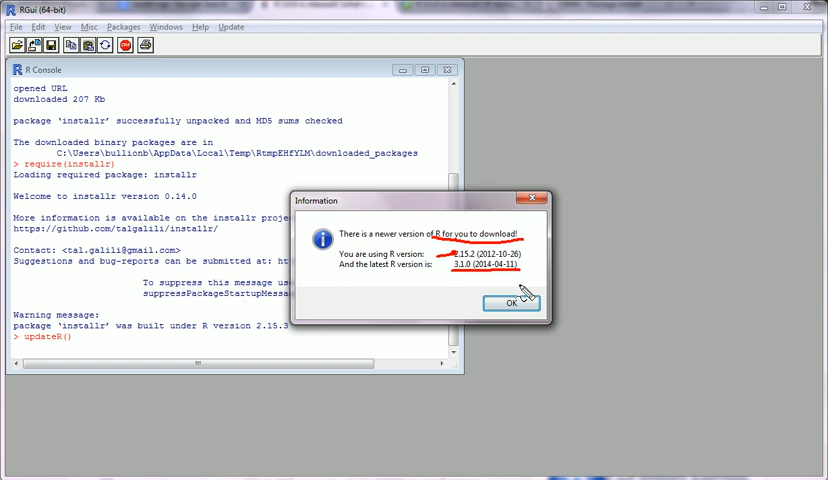 RGui (64-bit)
File Edit View Misc Packages Windows Help Update
STOP
R Console
opened URL
downloaded 207 Kb
package ‘installr’ successfully unpacked and MD5 sums checked
The downloaded binary packages are in
C:\Users\bullionb\AppData\Local\Temp\RtmpEHfYLM\downloaded_packages
> require(installr)
Loading required package: installr
Welcome to installr version 0.14.0
More information is available on the installr proje
https://github.com/talgalili/installr/
Contact: <tal.galili@gmail.com>
Suggestions and bug-reports can be submitted at: ht
To suppress this message use
suppressPackageStartupMessa
Warning message:
package ‘installr’ was built under R version 2.15.3
> updateR()
Information
There is a newer version of R for you to download!
You are using R version: 2.15.2 (2012-10-26)
And the latest R version is: 3.1.0 (2014-04-11)
OK